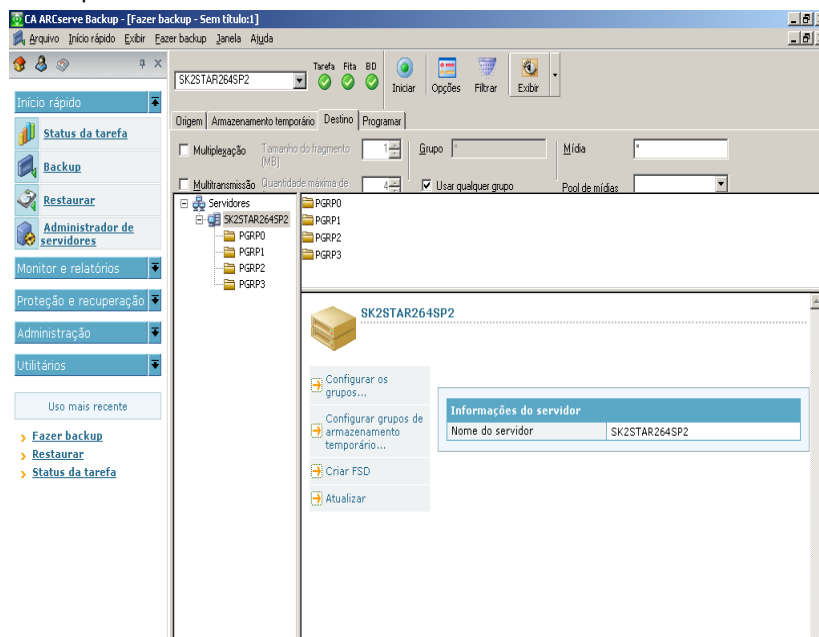 CA ARCserve Backup - [Fazer backup - Sem título:1]
Arquivo Início rápido Exibir Fazer backup Janela Ajuda
SK2STAR264SP2
Tarefa Fita BD
Iniciar Opções Filtrar Exibir
Início rápido
Status da tarefa
Backup
Restaurar
Administrador de
servidores
Monitor e relatórios
Proteção e recuperação
Administração
Utilitários
Uso mais recente
Fazer backup
Restaurar
Status da tarefa
Origem Armazenamento temporário Destino Programar
Multiplexação Tamanho do fragmento (MB) 1 Grupo * Mídia *
Multitransmissão Quantidade máxima de 4 Usar qualquer grupo Pool de mídias
Servidores
SK2STAR264SP2
PGRP0
PGRP1
PGRP2
PGRP3
PGRP0
PGRP1
PGRP2
PGRP3
SK2STAR264SP2
Configurar os
grupos...
Configurar grupos de
armazenamento
temporário...
Criar FSD
Atualizar
Informações do servidor
Nome do servidor SK2STAR264SP2